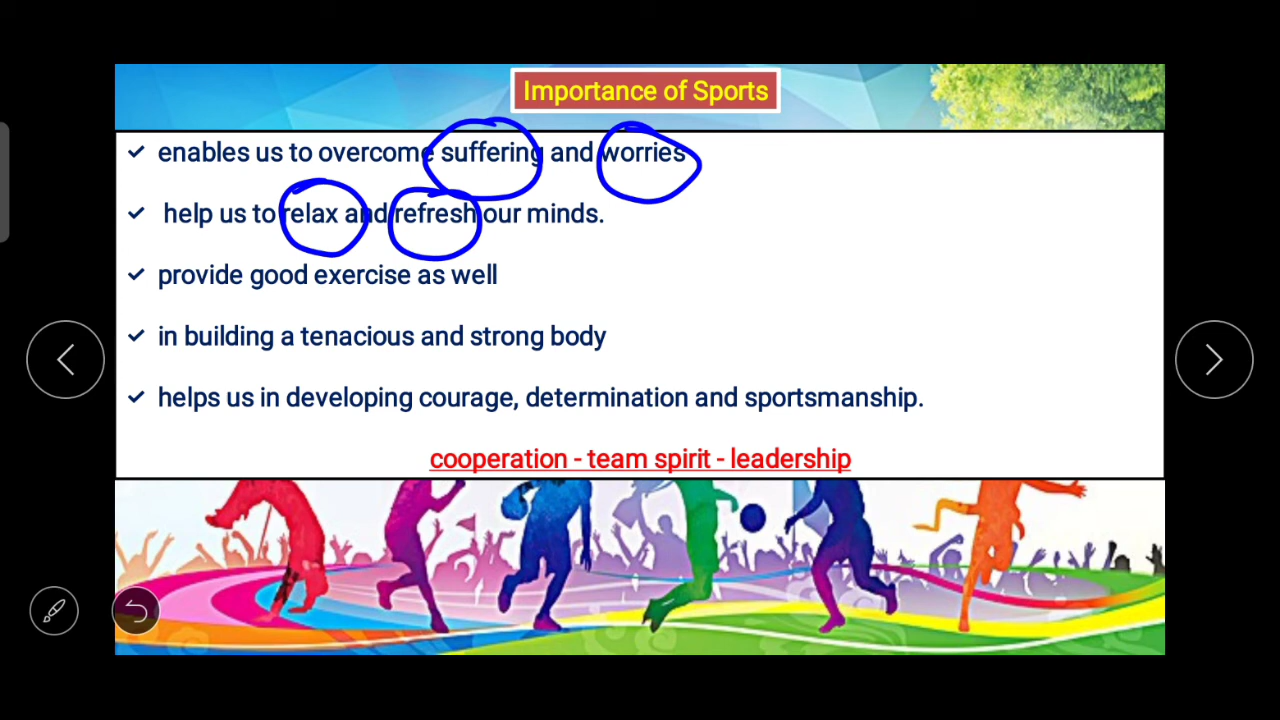 Importance of Sports
enables us to overcome suffering and worries
help us to relax and refresh our minds.
provide good exercise as well
in building a tenacious and strong body
helps us in developing courage, determination and sportsmanship.
cooperation - team spirit - leadership